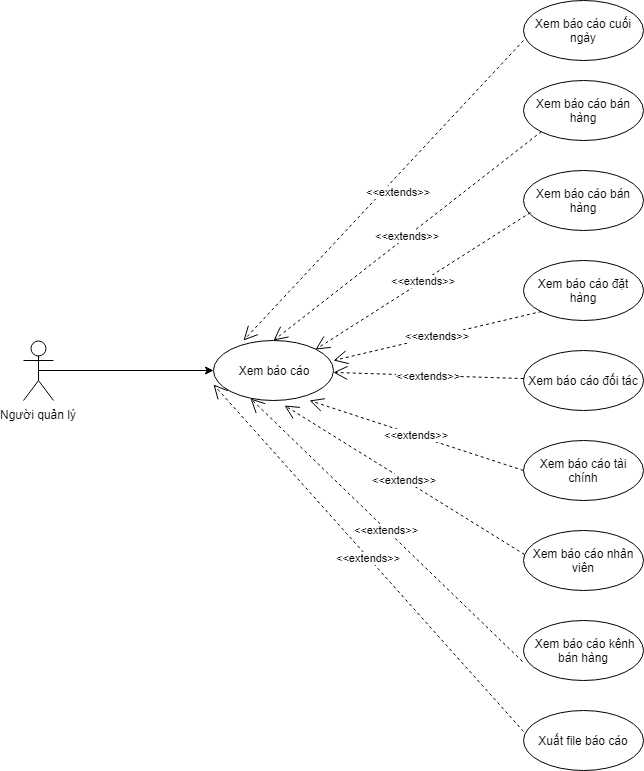 Xem báo cáo cuối
ngày
Xem báo cáo bán
hàng
<<extends>>
Xem báo cáo bán
hàng
<<extends>>
<<extends>>
Xem báo cáo đặt
hàng
<<extends>>
Xem báo cáo
<<extends>>
Xem báo cáo đối tác
Người quản lý
<<extends>>
Xem báo cáo tài
chính
<<extends>>
<<extends>>
Xem báo cáo nhân
viên
<<extends>>
Xem báo cáo kênh
bán hàng
Xuất file báo cáo